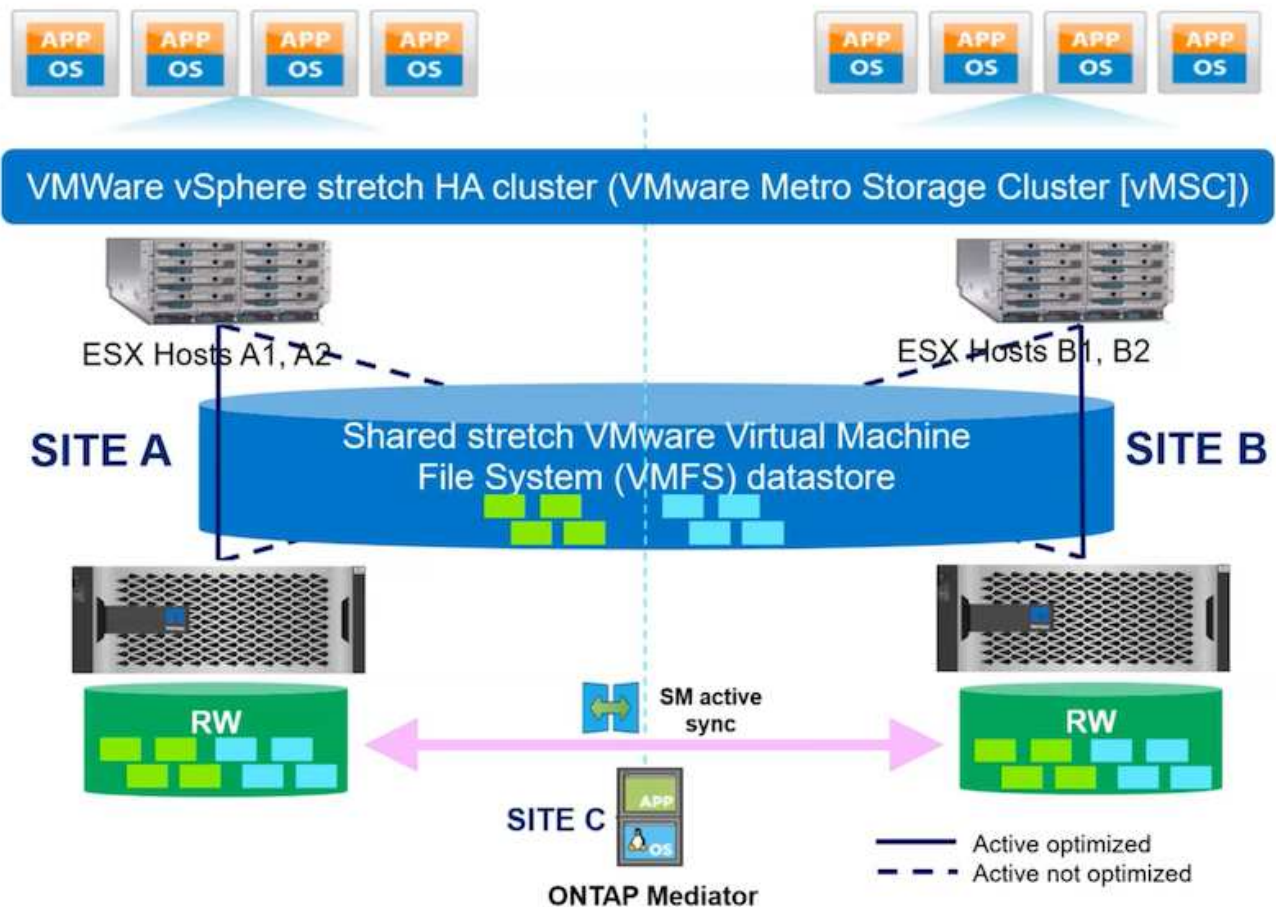 APP APP APP APP
OS OS OS OS
APP APP APP APP
OS OS OS OS
VMWare vSphere stretch HA cluster (VMware Metro Storage Cluster [vMSC])
ESX Hosts A1, A2
ESX Hosts B1, B2
SITE A
Shared stretch VMware Virtual Machine
File System (VMFS) datastore
SITE B
RW
SM active
sync
RW
SITE C
APP
OS
ONTAP Mediator
Active optimized
Active not optimized